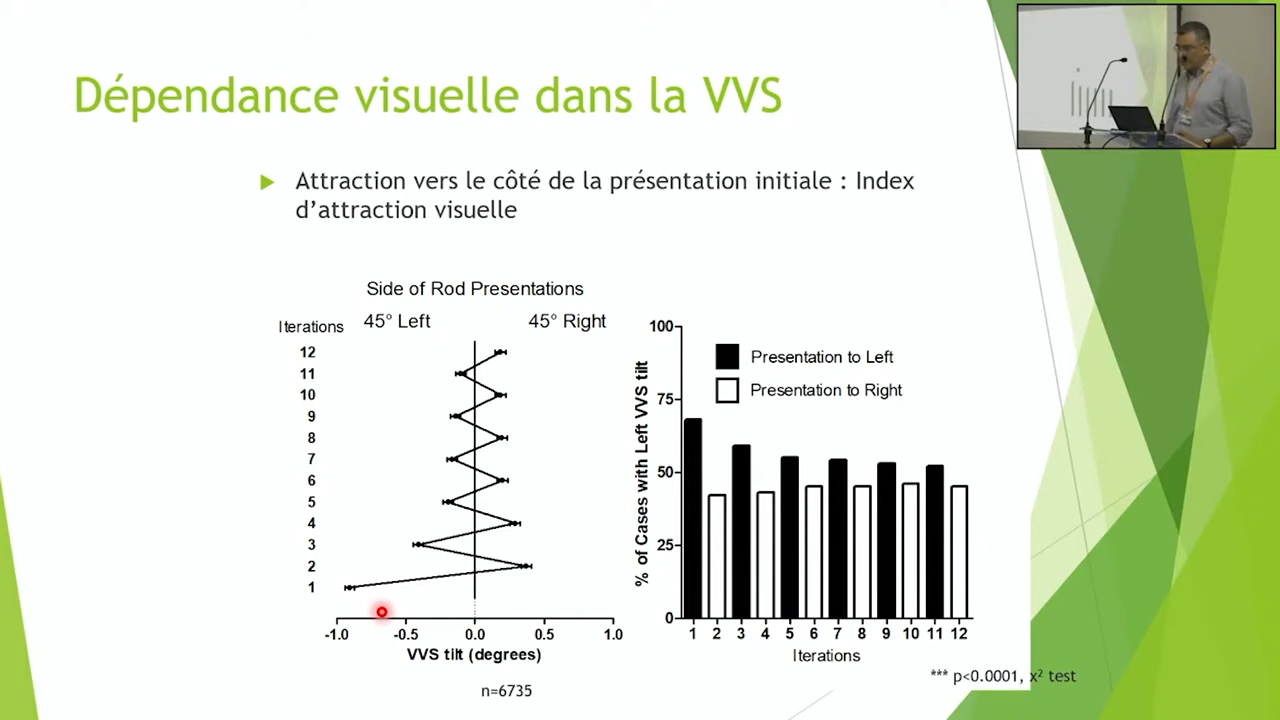 Dépendance visuelle dans la VVS
Attraction vers le côté de la présentation initiale : Index
d'attraction visuelle
Side of Rod Presentations
Iterations
45° Left
45° Right
12
11
10
9
8
7
6
5
4
3
2
1
-1.0 -0.5 0.0 0.5 1.0
VVS tilt (degrees)
n=6735
% of Cases with Left VVS tilt
100
75
50
25
0
Presentation to Left
Presentation to Right
1 2 3 4 5 6 7 8 9 10 11 12
Iterations
*** p<0.0001, x² test